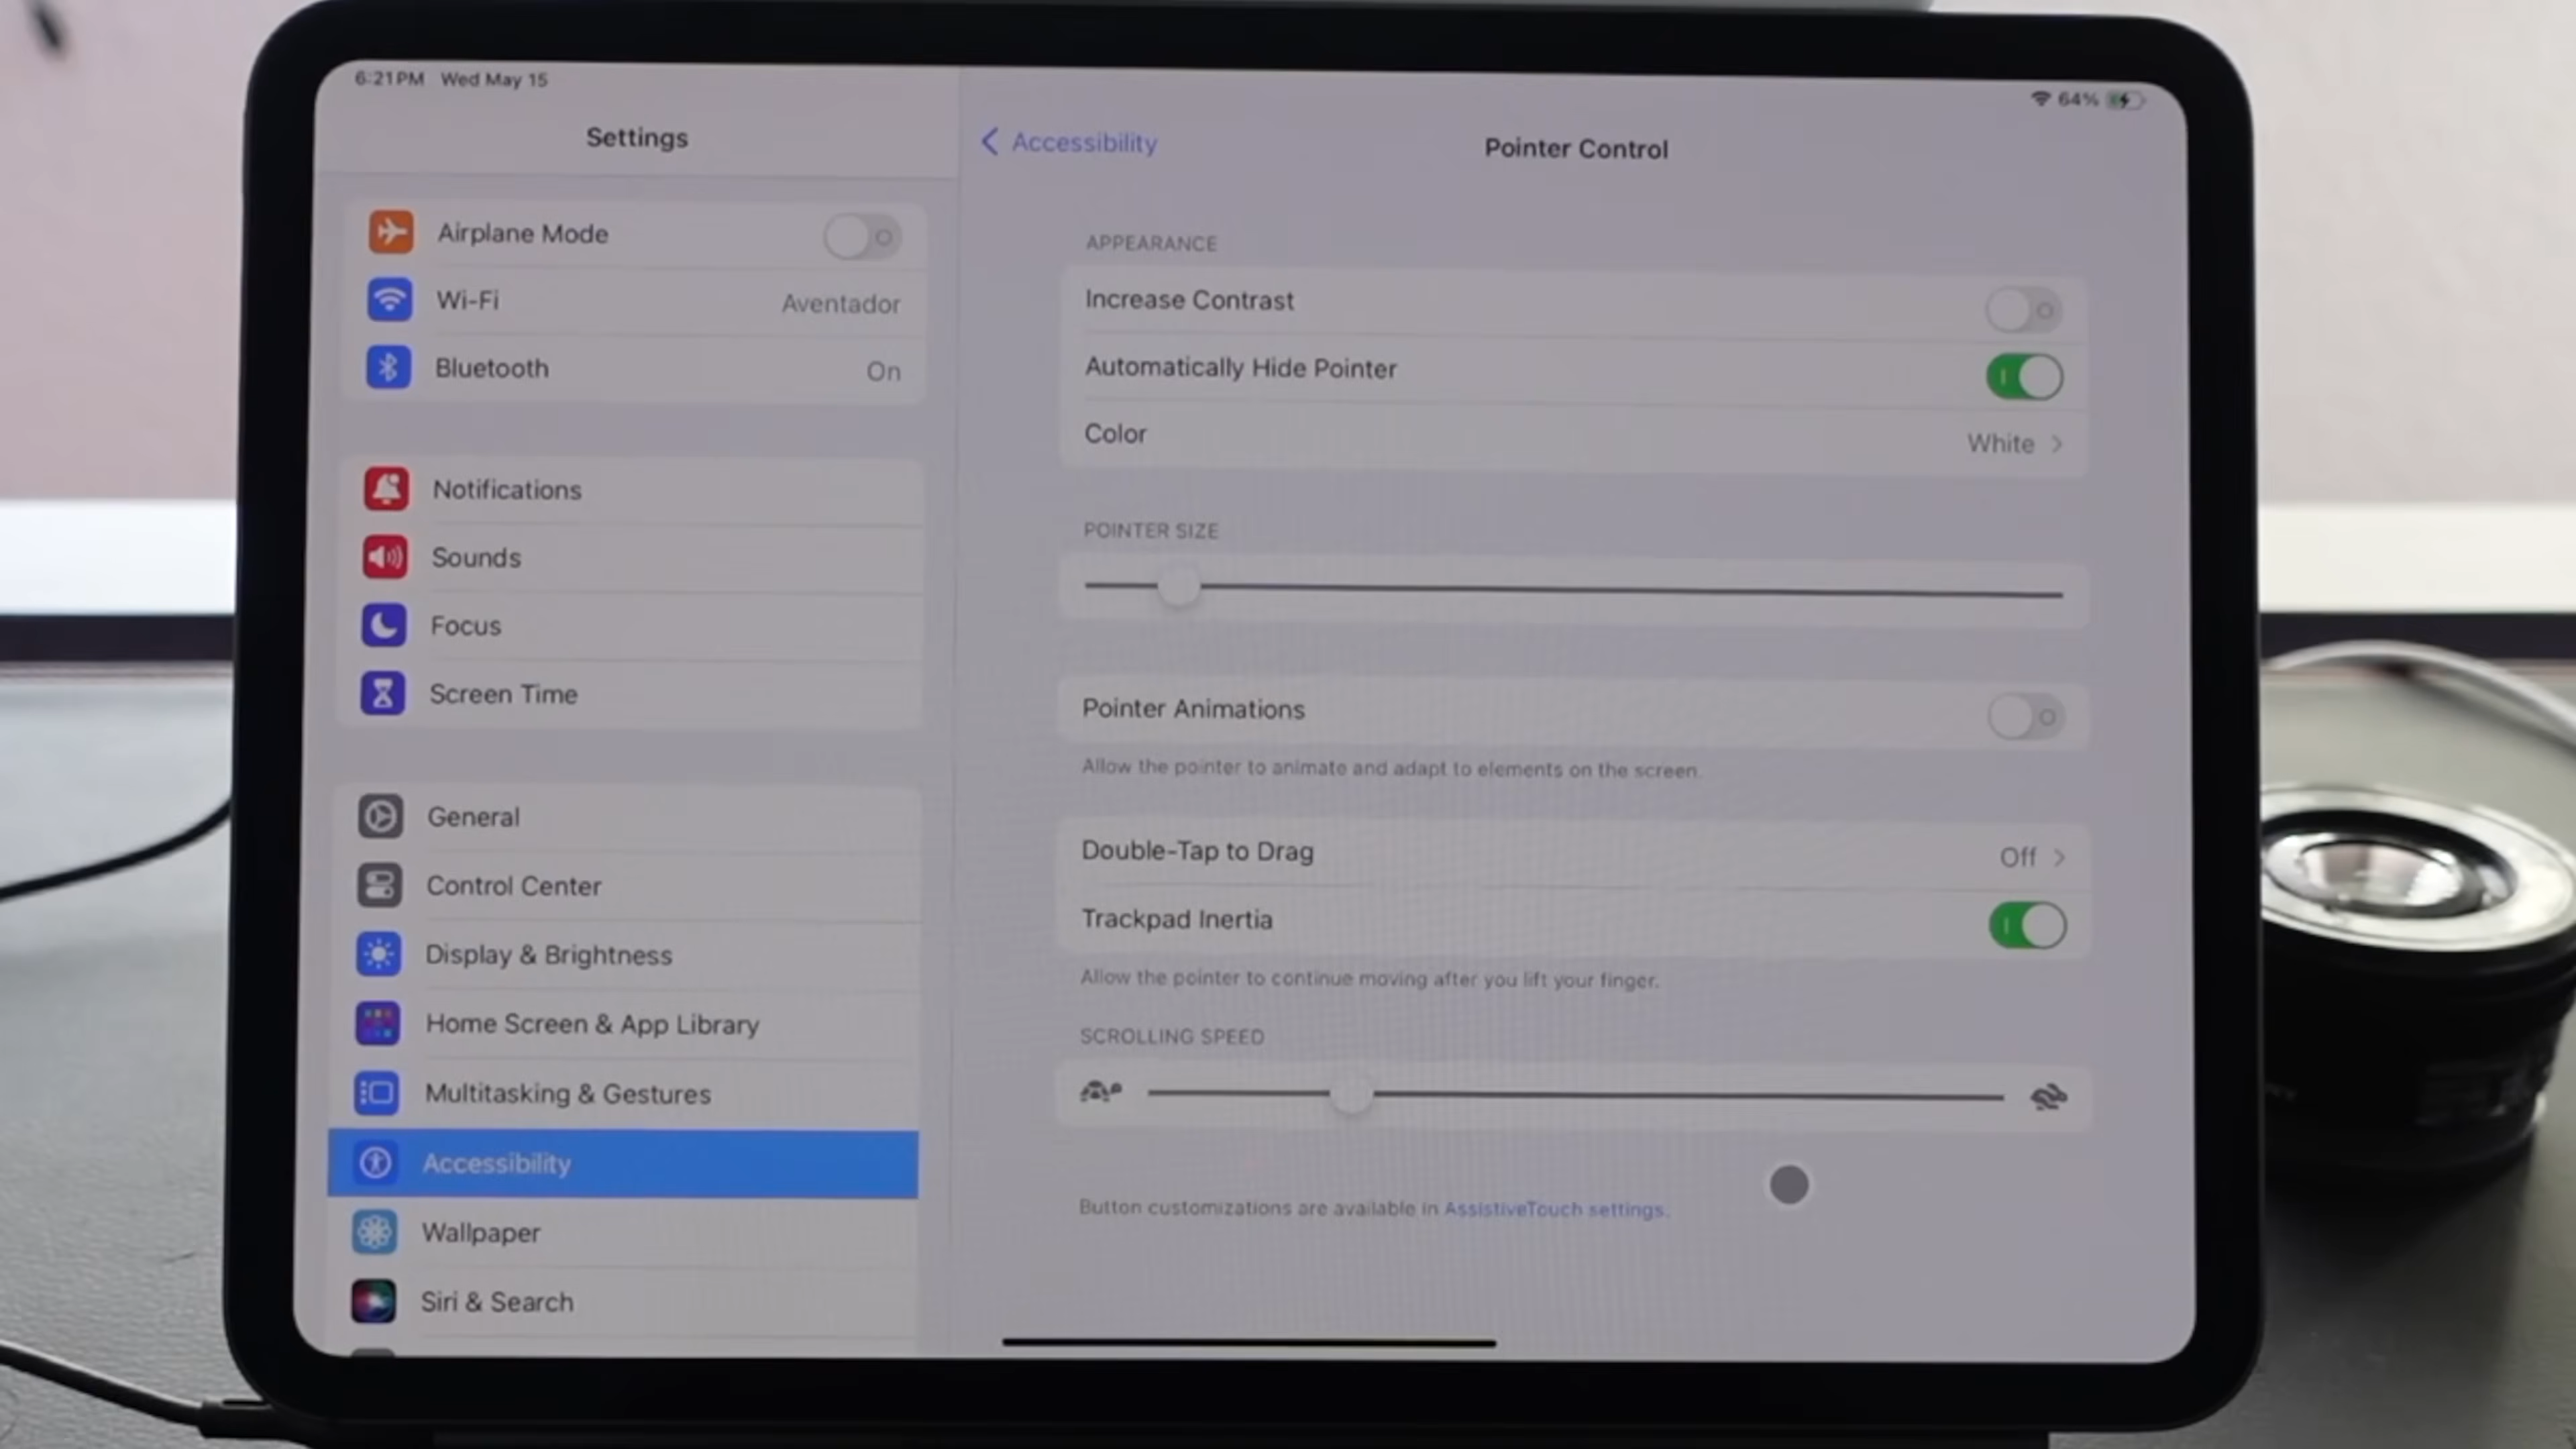 6:21PM Wed May 15
64%
Settings
Airplane Mode
Wi-Fi Aventador
Bluetooth On
Notifications
Sounds
Focus
Screen Time
General
Control Center
Display & Brightness
Home Screen & App Library
Multitasking & Gestures
Accessibility
Wallpaper
Siri & Search
Accessibility
Pointer Control
APPEARANCE
Increase Contrast
Automatically Hide Pointer
Color White
POINTER SIZE
Pointer Animations
Allow the pointer to animate and adapt to elements on the screen.
Double-Tap to Drag Off
Trackpad Inertia
Allow the pointer to continue moving after you lift your finger.
SCROLLING SPEED
Button customizations are available in AssistiveTouch settings.